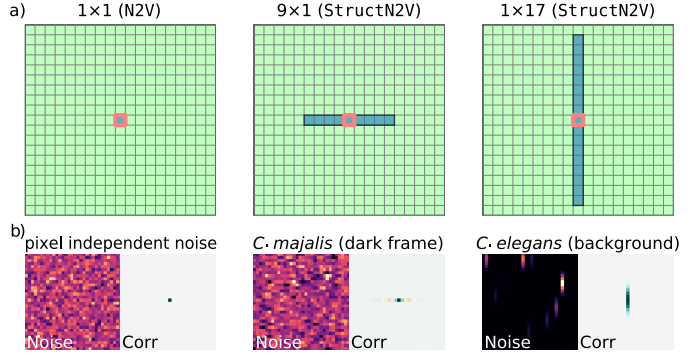 a) 1×1 (N2V) 9×1 (StructN2V) 1×17 (StructN2V)
b) pixel independent noise C. majalis (dark frame) C. elegans (background)
Noise Corr Noise Corr Noise Corr